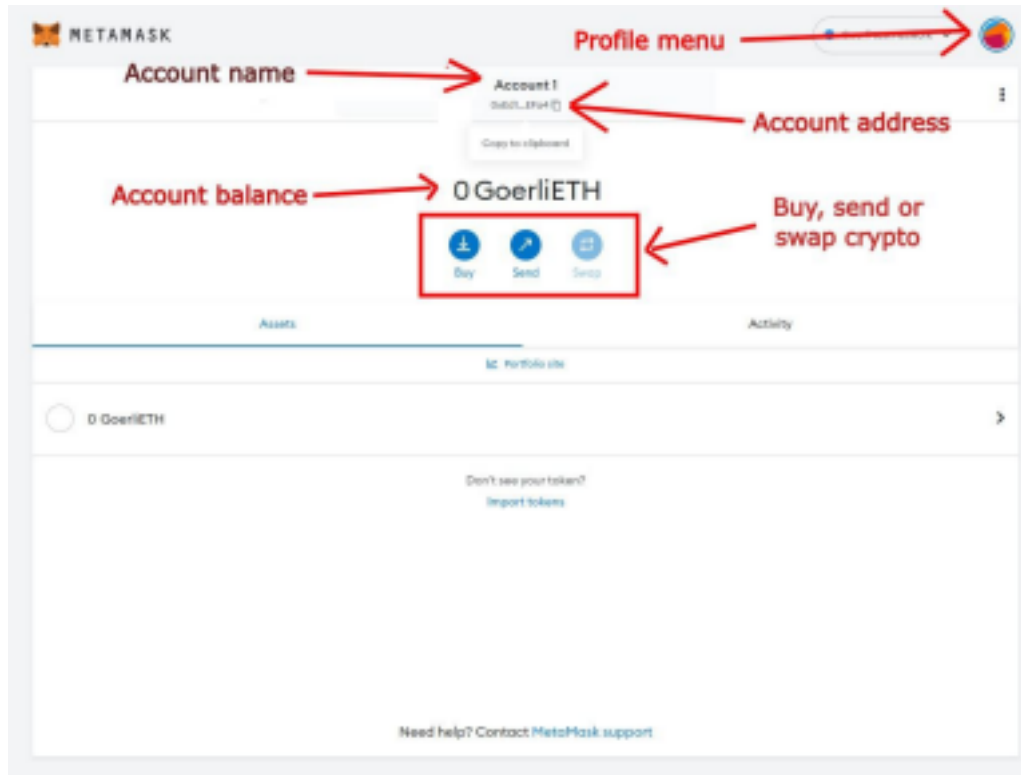 METAMASK
Profile menu
Account name
Account 1
Account address
Copy to clipboard
Account balance
0 GoerliETH
Buy, send or
swap crypto
Buy Send Swap
Assets Activity
Portfolio site
0 GoerliETH
Don't see your token?
Import tokens
Need help? Contact MetaMask support